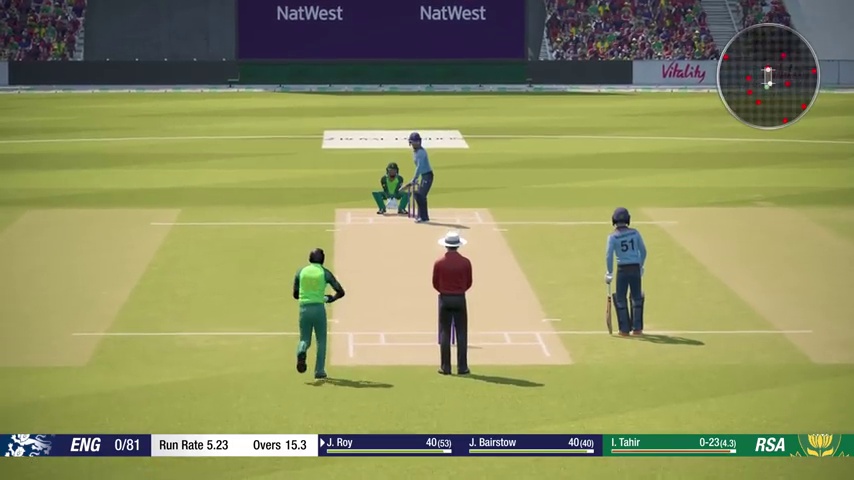 NatWest NatWest
Vitality
51
ENG 0/81 Run Rate 5.23 Overs 15.3 J. Roy 40(53) J. Bairstow 40(40) I. Tahir 0-23(4.3) RSA